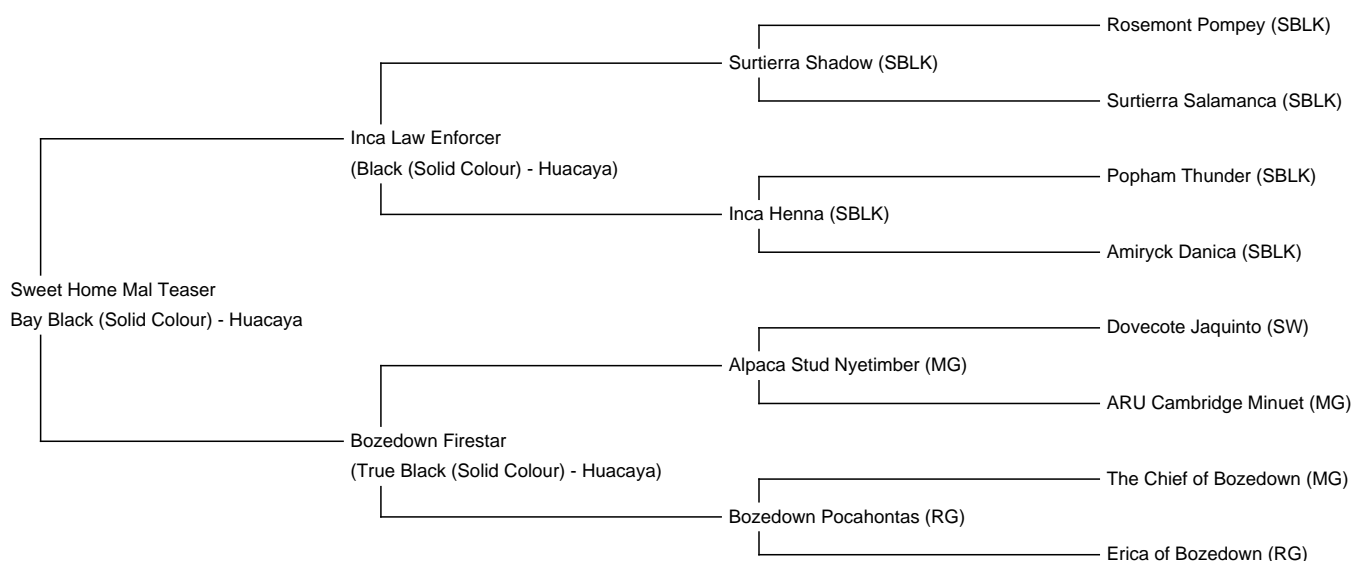 Rosemont Pompey (SBLK)
Surtierra Shadow (SBLK)
Surtierra Salamanca (SBLK)
Inca Law Enforcer
(Black (Solid Colour) - Huacaya)
Popham Thunder (SBLK)
Inca Henna (SBLK)
Amiryck Danica (SBLK)
Sweet Home Mal Teaser
Bay Black (Solid Colour) - Huacaya
Dovecote Jaquinto (SW)
Alpaca Stud Nyetimber (MG)
ARU Cambridge Minuet (MG)
Bozedown Firestar
(True Black (Solid Colour) - Huacaya)
The Chief of Bozedown (MG)
Bozedown Pocahontas (RG)
Erica of Bozedown (RG)